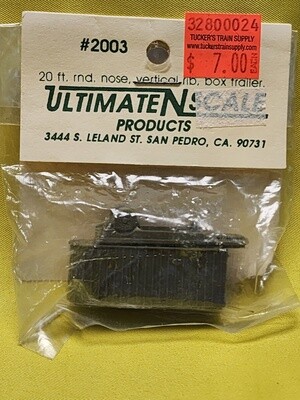 #2003
32800024
TUCKER'S TRAIN SUPPLY
www.tuckerstrainsupply.com
$ 7.00 EACH
20 ft. rnd. nose, vertical rib, box trailer.
ULTIMATE N SCALE
PRODUCTS
3444 S. LELAND ST. SAN PEDRO, CA. 90731